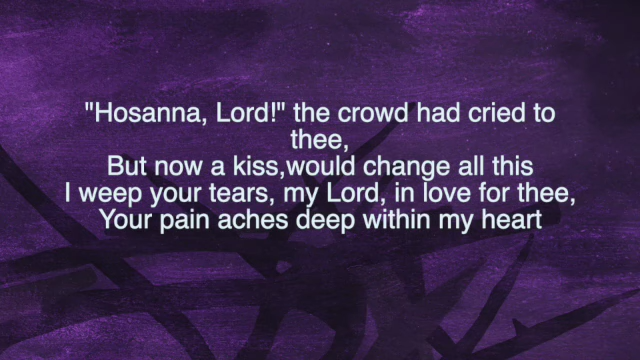 "Hosanna, Lord!" the crowd had cried to
thee,
But now a kiss,would change all this
I weep your tears, my Lord, in love for thee,
Your pain aches deep within my heart